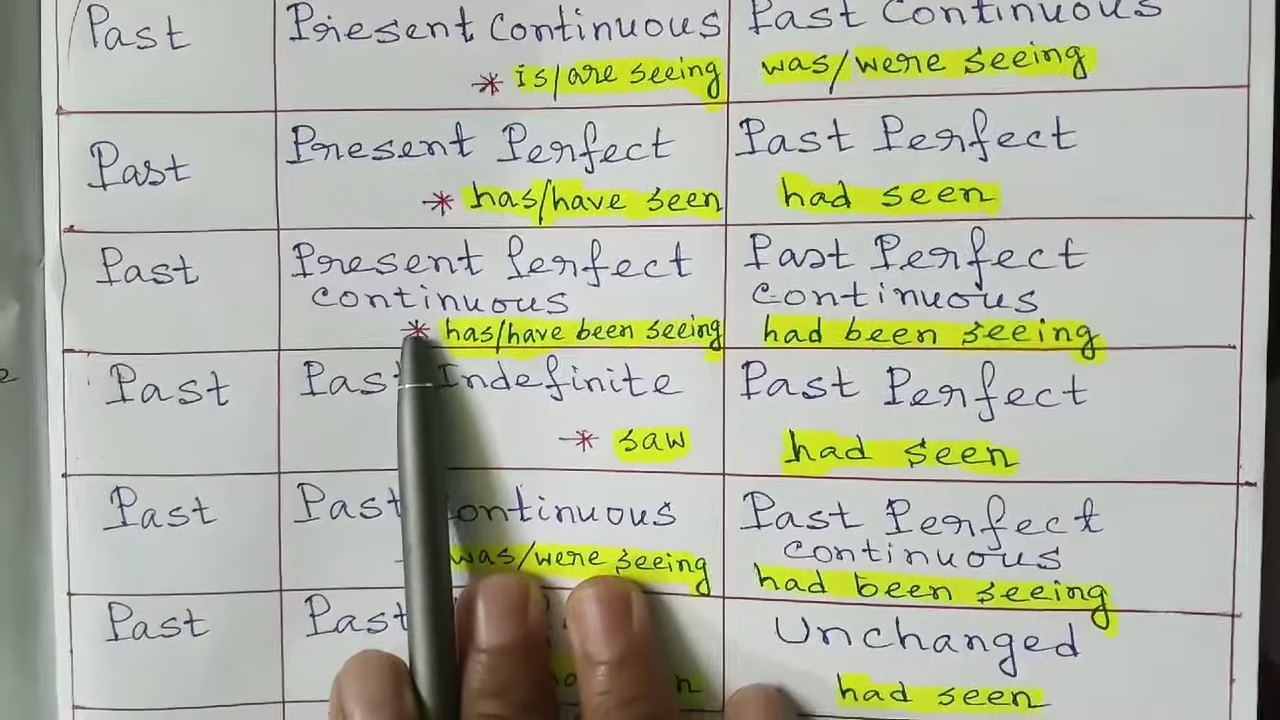 Past Present Continuous Past Continuous
* is/are seeing was/were seeing
Past Present Perfect Past Perfect
* has/have seen had seen
Past Present Perfect Past Perfect
continuous continuous
* has/have been seeing had been seeing
Past Past Indefinite Past Perfect
* saw had seen
Past Past Continuous Past Perfect
continuous
was/were seeing had been seeing
Past Past Unchanged
had seen